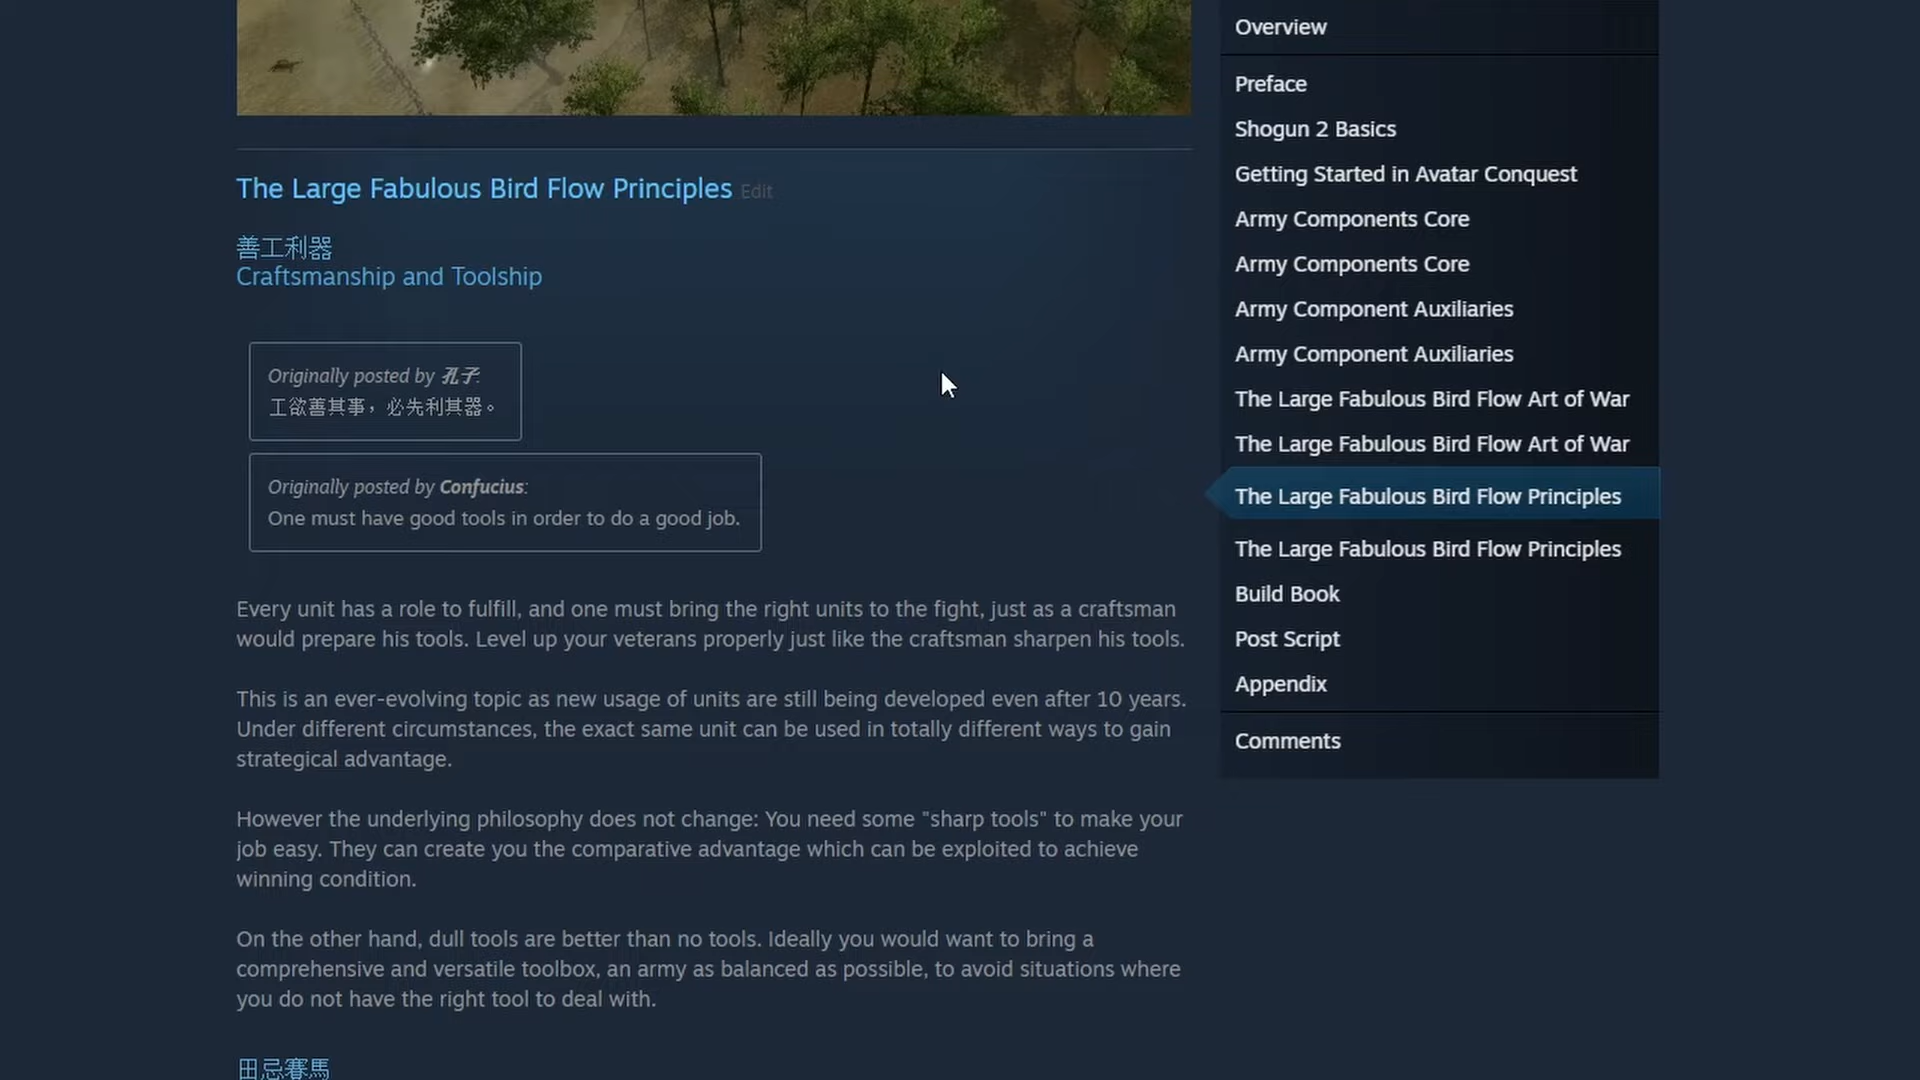 The Large Fabulous Bird Flow Principles Edit
善工利器
Craftsmanship and Toolship
Originally posted by 孔子:
工欲善其事，必先利其器。
Originally posted by Confucius:
One must have good tools in order to do a good job.
Every unit has a role to fulfill, and one must bring the right units to the fight, just as a craftsman
would prepare his tools. Level up your veterans properly just like the craftsman sharpen his tools.
This is an ever-evolving topic as new usage of units are still being developed even after 10 years.
Under different circumstances, the exact same unit can be used in totally different ways to gain
strategical advantage.
However the underlying philosophy does not change: You need some "sharp tools" to make your
job easy. They can create you the comparative advantage which can be exploited to achieve
winning condition.
On the other hand, dull tools are better than no tools. Ideally you would want to bring a
comprehensive and versatile toolbox, an army as balanced as possible, to avoid situations where
you do not have the right tool to deal with.
田忌賽馬
Overview
Preface
Shogun 2 Basics
Getting Started in Avatar Conquest
Army Components Core
Army Components Core
Army Component Auxiliaries
Army Component Auxiliaries
The Large Fabulous Bird Flow Art of War
The Large Fabulous Bird Flow Art of War
The Large Fabulous Bird Flow Principles
The Large Fabulous Bird Flow Principles
Build Book
Post Script
Appendix
Comments